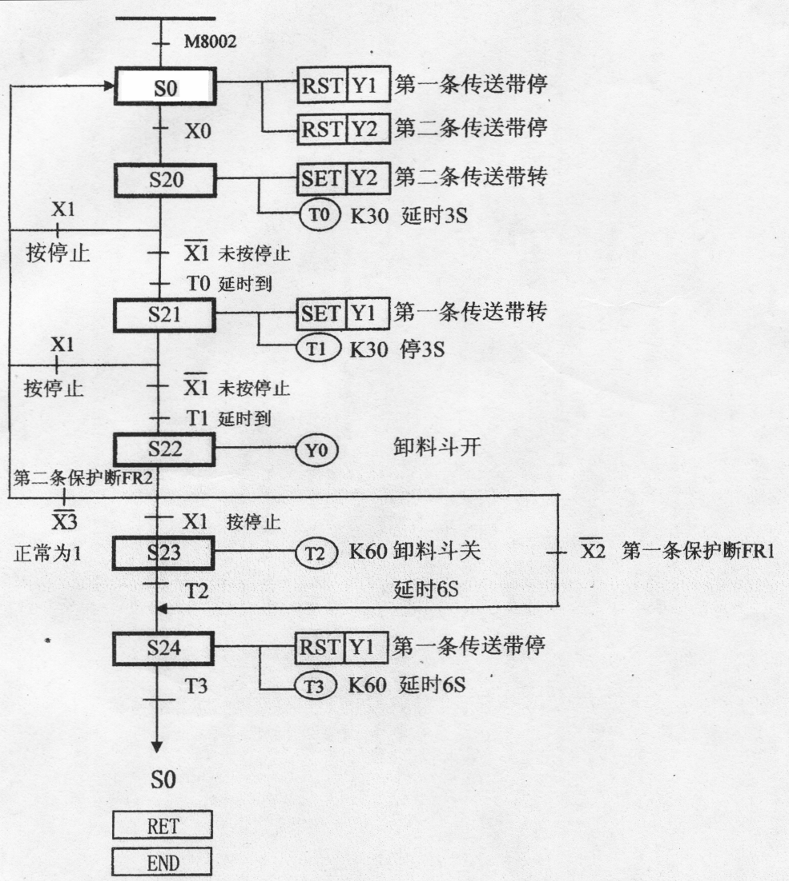 M8002
S0 RST Y1 第一条传送带停
X0 RST Y2 第二条传送带停
S20 SET Y2 第二条传送带转
T0 K30 延时3S
X1
按停止 X̅1̅ 未按停止
T0 延时到
S21 SET Y1 第一条传送带转
T1 K30 停3S
X1
按停止 X̅1̅ 未按停止
T1 延时到
S22 Y0 卸料斗开
第二条保护断FR2
X̅3̅ X1 按停止
正常为1 S23 T2 K60 卸料斗关 X̅2̅ 第一条保护断FR1
T2 延时6S
S24 RST Y1 第一条传送带停
T3 T3 K60 延时6S
S0
RET
END